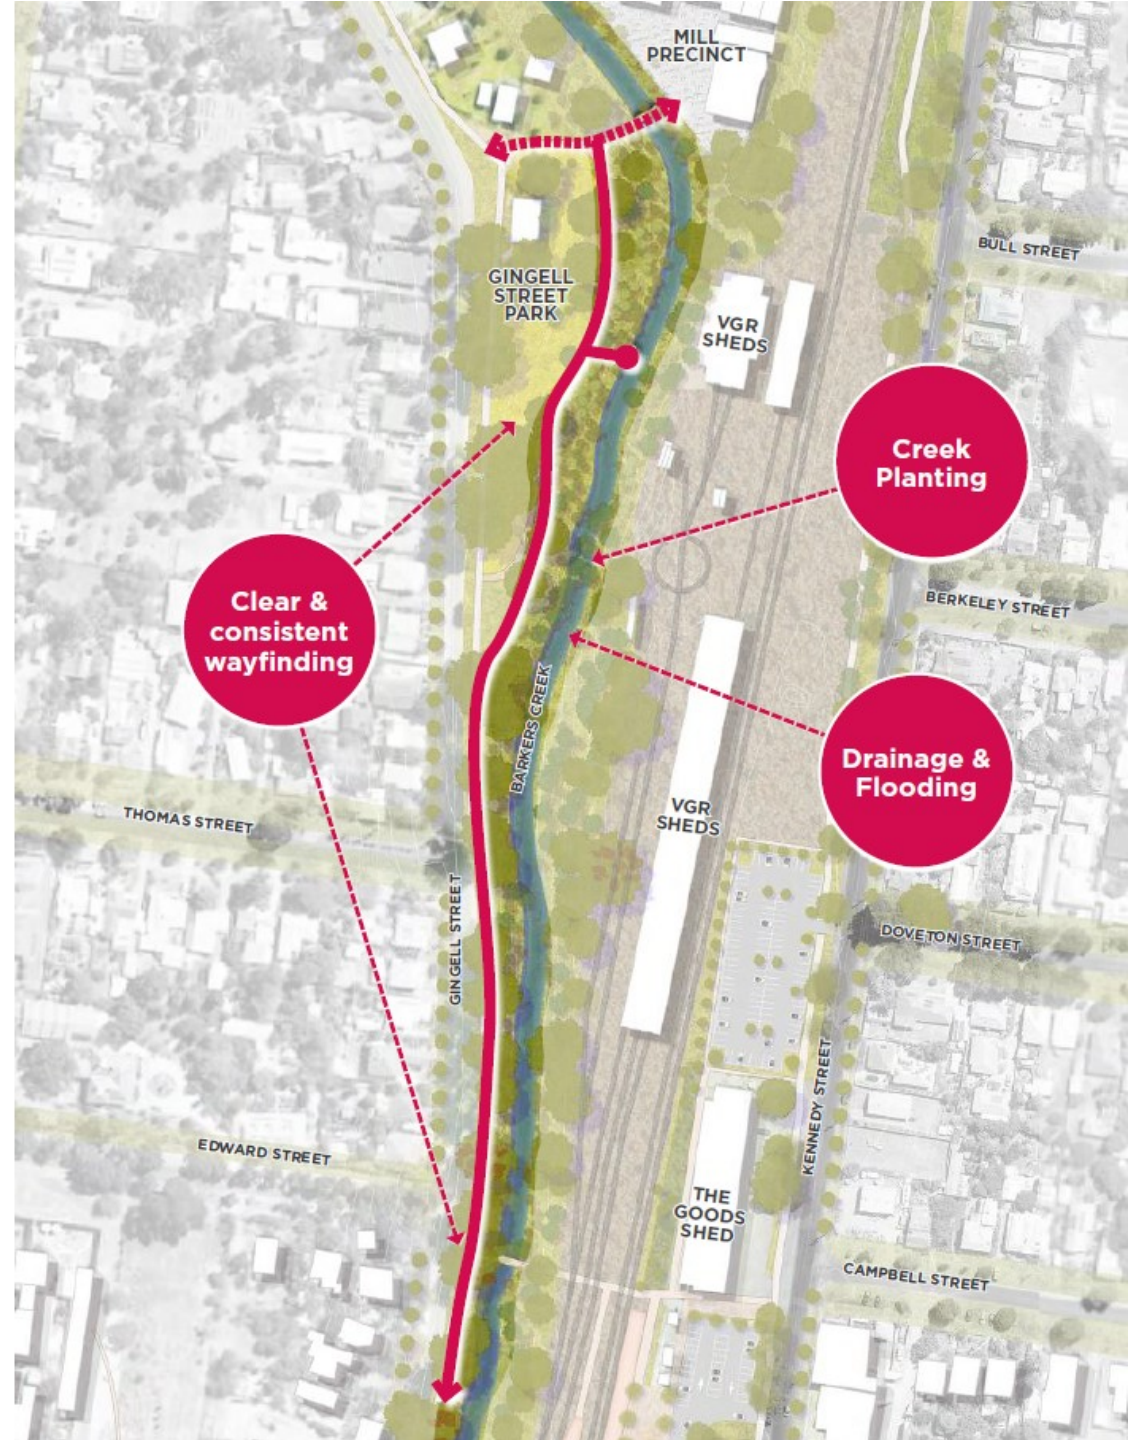 MILL
PRECINCT
BULL STREET
GINGELL
STREET
PARK
VGR
SHEDS
Creek
Planting
Clear &
consistent
wayfinding
BERKELEY STREET
BARKERS CREEK
Drainage &
Flooding
THOMAS STREET
VGR
SHEDS
GINGELL STREET
DOVETON STREET
KENNEDY STREET
EDWARD STREET
THE
GOODS
SHED
CAMPBELL STREET